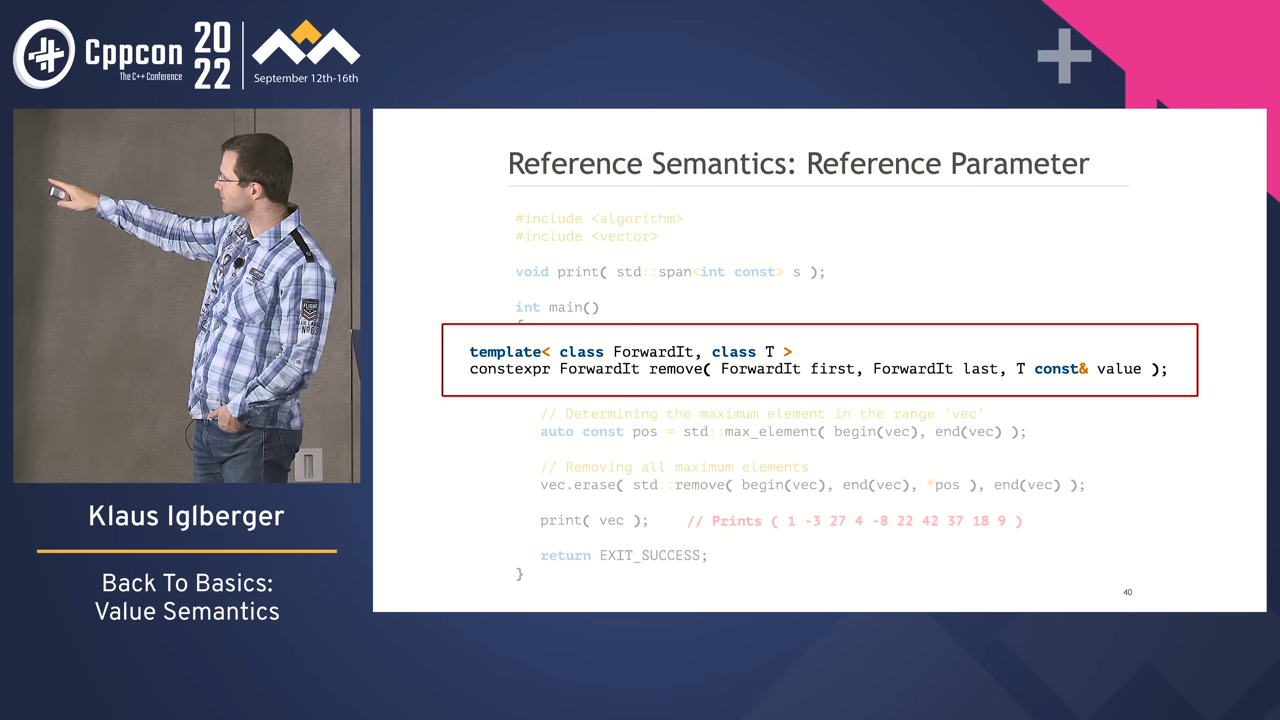 Cppcon
The C++ Conference
20
22
September 12th-16th
Reference Semantics: Reference Parameter
#include <algorithm>
#include <vector>
void print( std::span<int const> s );
int main()
template< class ForwardIt, class T >
constexpr ForwardIt remove( ForwardIt first, ForwardIt last, T const& value );
// Determining the maximum element in the range 'vec'
auto const pos = std::max_element( begin(vec), end(vec) );
// Removing all maximum elements
vec.erase( std::remove( begin(vec), end(vec), *pos ), end(vec) );
print( vec ); // Prints ( 1 -3 27 4 -8 22 42 37 18 9 )
return EXIT_SUCCESS;
}
40
FLIGHT
Klaus Iglberger
Back To Basics:
Value Semantics